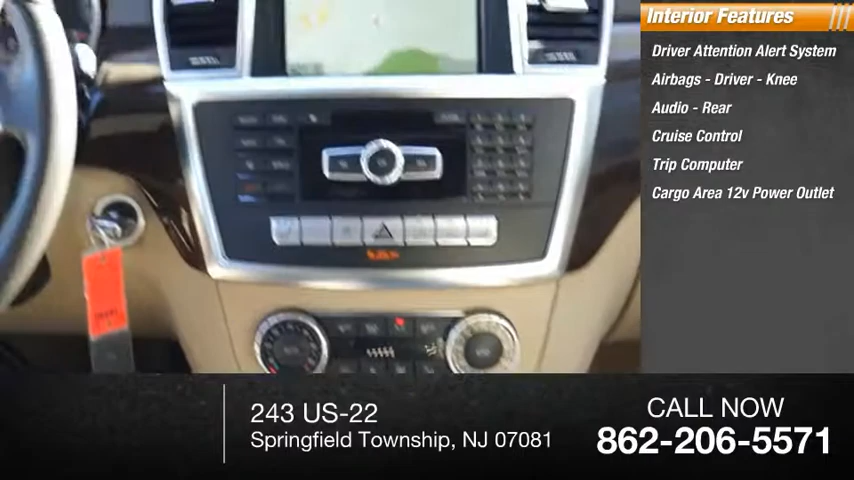 Interior Features
Driver Attention Alert System
Airbags - Driver - Knee
Audio - Rear
Cruise Control
Trip Computer
Cargo Area 12v Power Outlet
243 US-22
Springfield Township, NJ 07081
CALL NOW
862-206-5571